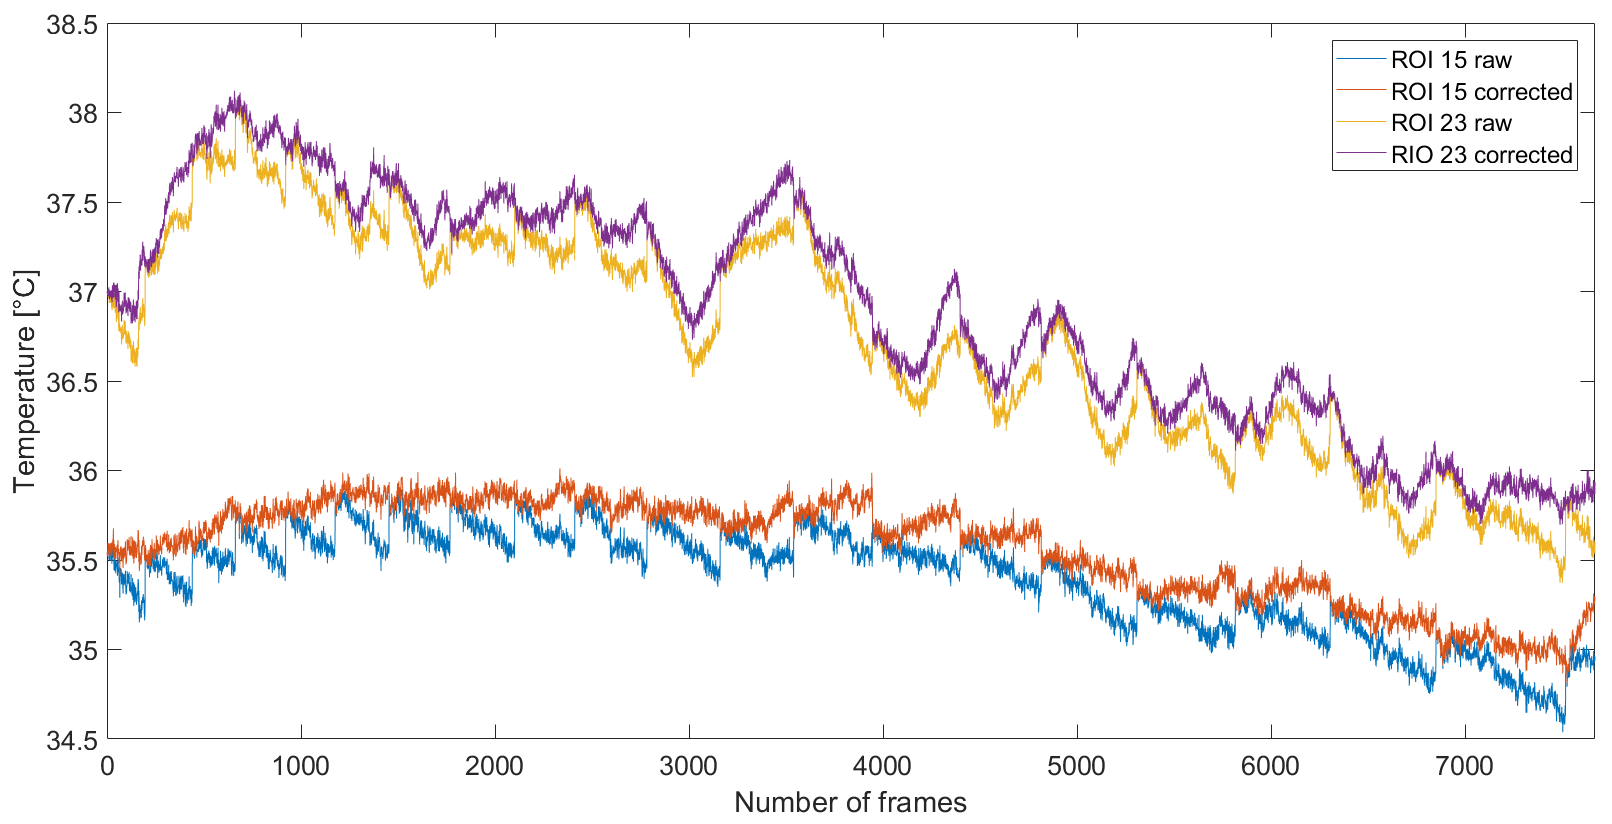 38.5
38
37.5
37
36.5
36
35.5
35
34.5
Temperature [°C]
ROI 15 raw
ROI 15 corrected
ROI 23 raw
RIO 23 corrected
0 1000 2000 3000 4000 5000 6000 7000
Number of frames